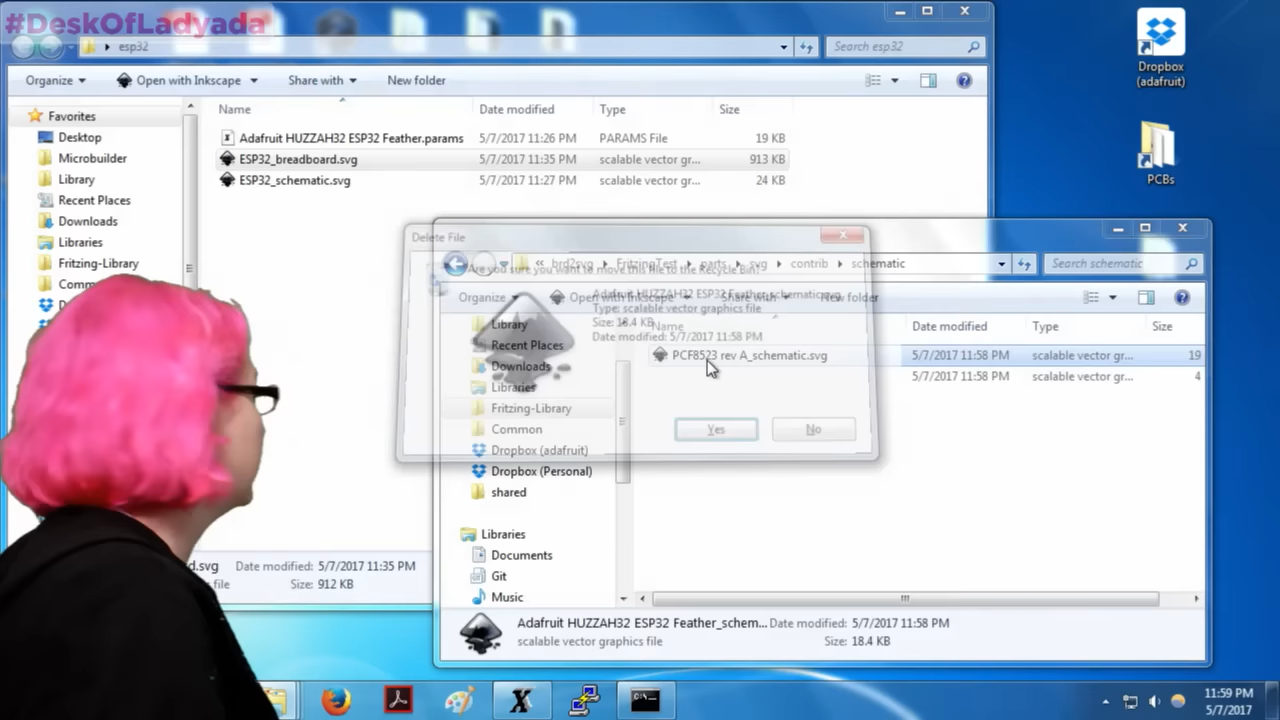 #DeskOfLadyada
esp32
Search esp32
Organize
Open with Inkscape
Share with
New folder
Name
Date modified
Type
Size
Favorites
Desktop
Microbuilder
Library
Recent Places
Downloads
Libraries
Fritzing-Library
Adafruit HUZZAH32 ESP32 Feather.params 5/7/2017 11:26 PM PARAMS File 19 KB
ESP32_breadboard.svg 5/7/2017 11:35 PM scalable vector gr... 913 KB
ESP32_schematic.svg 5/7/2017 11:27 PM scalable vector gr... 24 KB
d.svg Date modified: 5/7/2017 11:35 PM
file Size: 912 KB
Dropbox
(adafruit)
PCBs
Delete File
Are you sure you want to move this file to the Recycle Bin?
Adafruit HUZZAH32 ESP32 Feather_schematic.svg
Type: scalable vector graphics file
Size: 18.4 KB
Date modified: 5/7/2017 11:58 PM
Yes
No
« brd2svg FritzingTest parts svg contrib schematic
Search schematic
Organize
Open with Inkscape
Share with
New folder
Name
Date modified
Type
Size
Library
Recent Places
Downloads
Libraries
Fritzing-Library
Common
Dropbox (adafruit)
Dropbox (Personal)
shared
Libraries
Documents
Git
Music
5/7/2017 11:58 PM scalable vector gr... 19
PCF8523 rev A_schematic.svg
5/7/2017 11:58 PM scalable vector gr... 4
Adafruit HUZZAH32 ESP32 Feather_schem... Date modified: 5/7/2017 11:58 PM
scalable vector graphics file Size: 18.4 KB
11:59 PM
5/7/2017